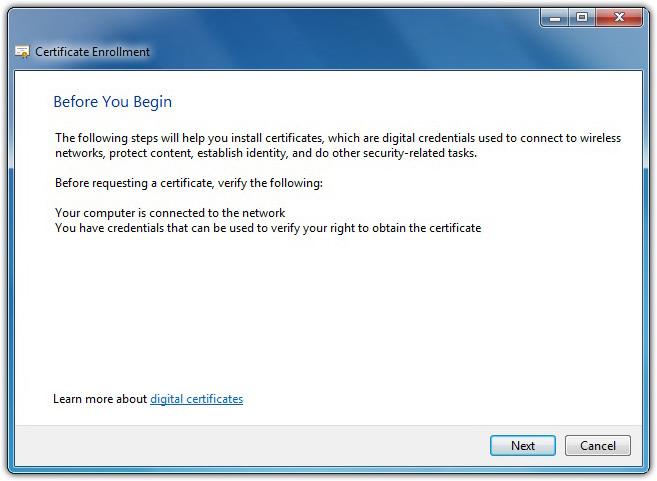 Certificate Enrollment
Before You Begin
The following steps will help you install certificates, which are digital credentials used to connect to wireless
networks, protect content, establish identity, and do other security-related tasks.
Before requesting a certificate, verify the following:
Your computer is connected to the network
You have credentials that can be used to verify your right to obtain the certificate
Learn more about digital certificates
Next Cancel